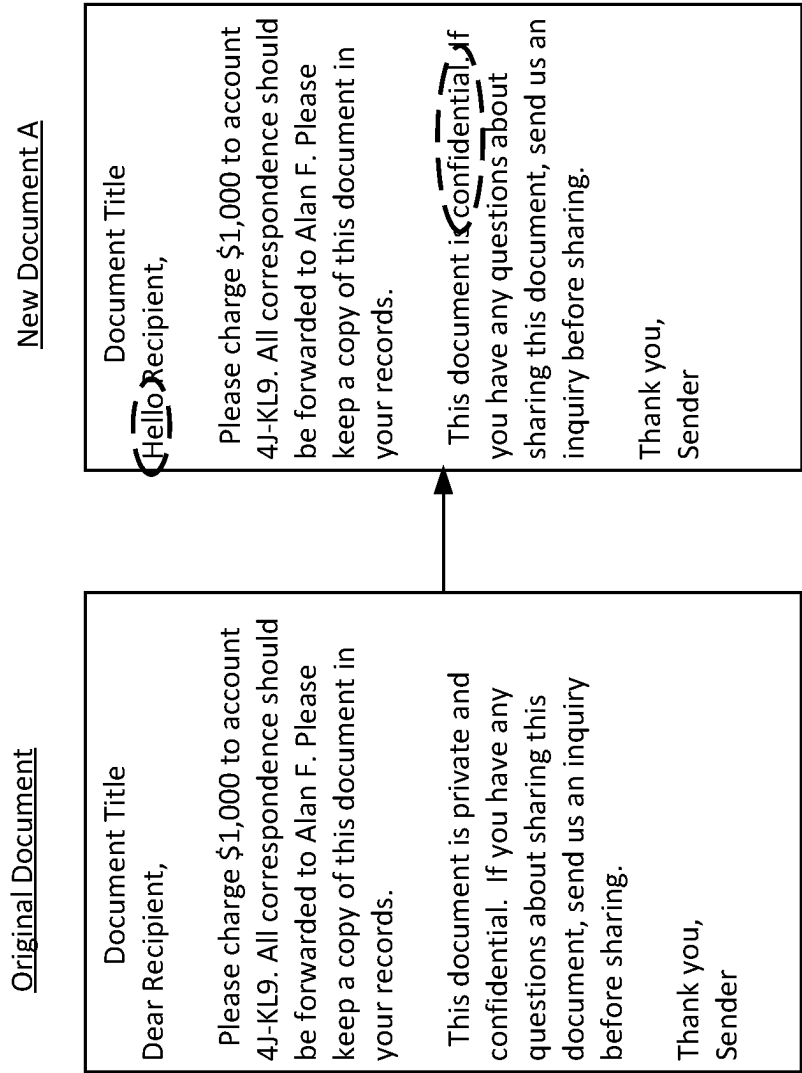 Original Document
Document Title
Dear Recipient,
Please charge $1,000 to account
4J-KL9. All correspondence should
be forwarded to Alan F. Please
keep a copy of this document in
your records.
This document is private and
confidential.  If you have any
questions about sharing this
document, send us an inquiry
before sharing.
Thank you,
Sender
New Document A
Document Title
Hello Recipient,
Please charge $1,000 to account
4J-KL9. All correspondence should
be forwarded to Alan F. Please
keep a copy of this document in
your records.
This document is confidential. If
you have any questions about
sharing this document, send us an
inquiry before sharing.
Thank you,
Sender